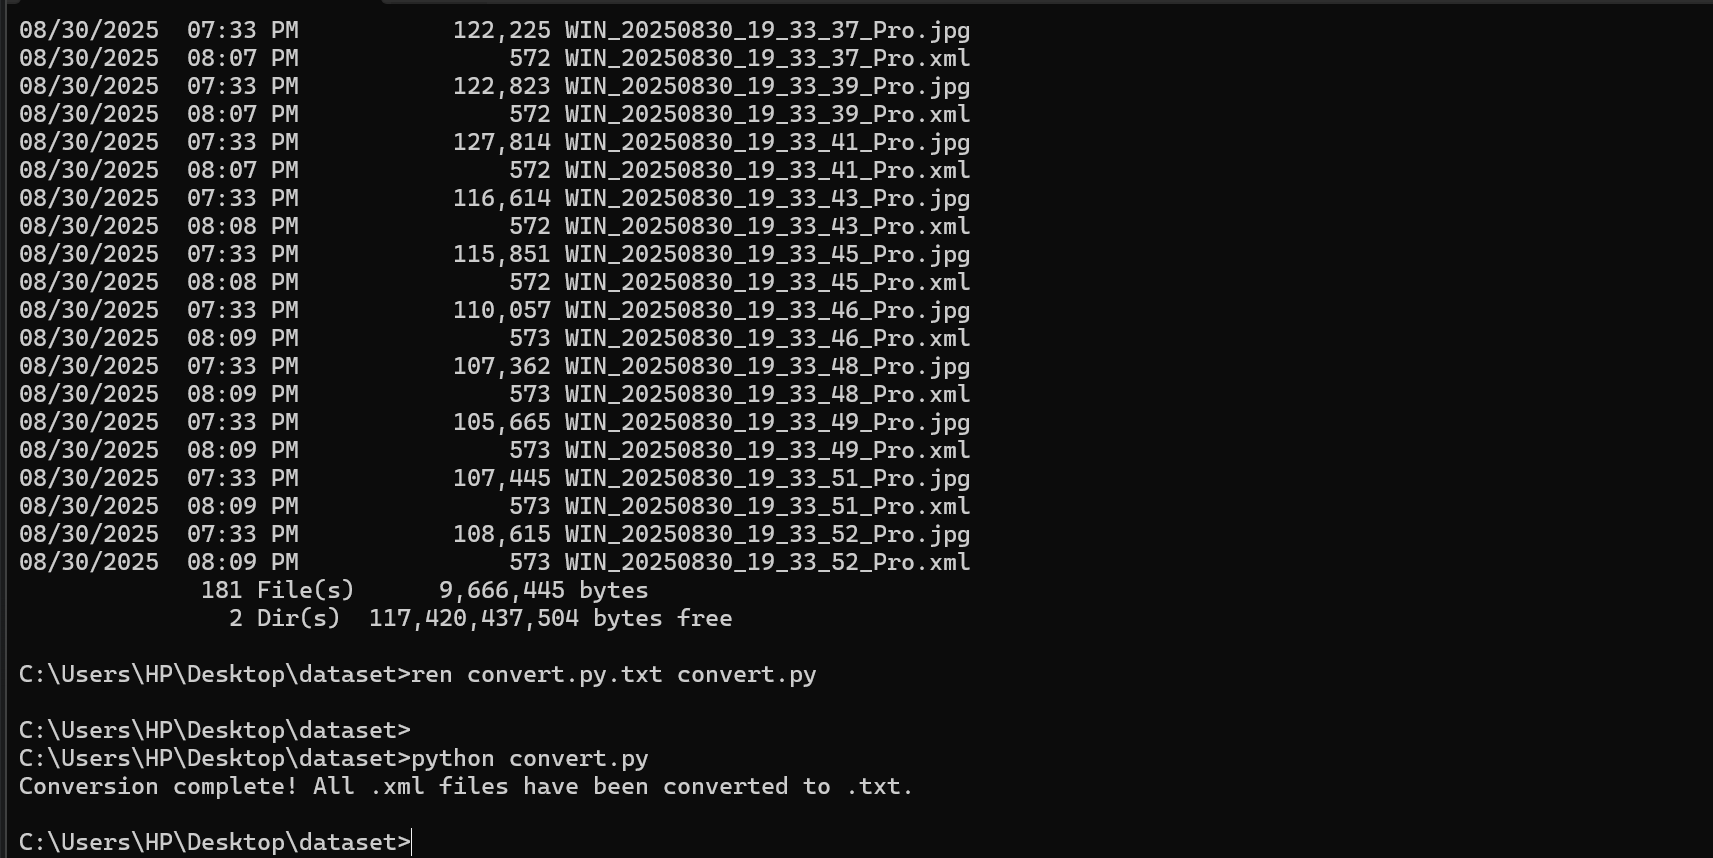 08/30/2025  07:33 PM           122,225 WIN_20250830_19_33_37_Pro.jpg
08/30/2025  08:07 PM               572 WIN_20250830_19_33_37_Pro.xml
08/30/2025  07:33 PM           122,823 WIN_20250830_19_33_39_Pro.jpg
08/30/2025  08:07 PM               572 WIN_20250830_19_33_39_Pro.xml
08/30/2025  07:33 PM           127,814 WIN_20250830_19_33_41_Pro.jpg
08/30/2025  08:07 PM               572 WIN_20250830_19_33_41_Pro.xml
08/30/2025  07:33 PM           116,614 WIN_20250830_19_33_43_Pro.jpg
08/30/2025  08:08 PM               572 WIN_20250830_19_33_43_Pro.xml
08/30/2025  07:33 PM           115,851 WIN_20250830_19_33_45_Pro.jpg
08/30/2025  08:08 PM               572 WIN_20250830_19_33_45_Pro.xml
08/30/2025  07:33 PM           110,057 WIN_20250830_19_33_46_Pro.jpg
08/30/2025  08:09 PM               573 WIN_20250830_19_33_46_Pro.xml
08/30/2025  07:33 PM           107,362 WIN_20250830_19_33_48_Pro.jpg
08/30/2025  08:09 PM               573 WIN_20250830_19_33_48_Pro.xml
08/30/2025  07:33 PM           105,665 WIN_20250830_19_33_49_Pro.jpg
08/30/2025  08:09 PM               573 WIN_20250830_19_33_49_Pro.xml
08/30/2025  07:33 PM           107,445 WIN_20250830_19_33_51_Pro.jpg
08/30/2025  08:09 PM               573 WIN_20250830_19_33_51_Pro.xml
08/30/2025  07:33 PM           108,615 WIN_20250830_19_33_52_Pro.jpg
08/30/2025  08:09 PM               573 WIN_20250830_19_33_52_Pro.xml
             181 File(s)      9,666,445 bytes
               2 Dir(s)  117,420,437,504 bytes free
C:\Users\HP\Desktop\dataset>ren convert.py.txt convert.py
C:\Users\HP\Desktop\dataset>
C:\Users\HP\Desktop\dataset>python convert.py
Conversion complete! All .xml files have been converted to .txt.
C:\Users\HP\Desktop\dataset>